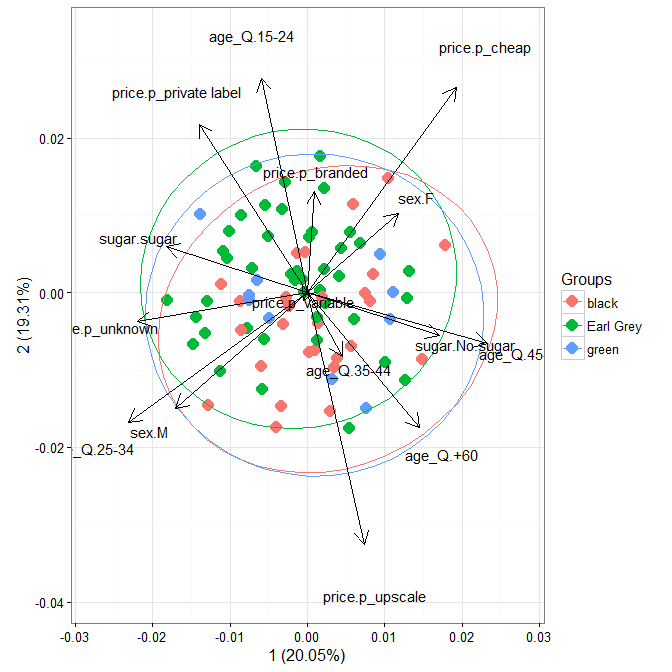 age_Q.15-24
price.p_cheap
price.p_private label
0.02
price.p_branded
sex.F
sugar.sugar
Groups
black
Earl Grey
green
0.00
price.p_variable
2 (19.31%)
e.p_unknown
sugar.No.sugar
age_Q.45
age_Q.35-44
sex.M
_Q.25-34
age_Q.+60
-0.02
price.p_upscale
-0.04
-0.03
-0.02
-0.01
0.00
0.01
0.02
0.03
1 (20.05%)